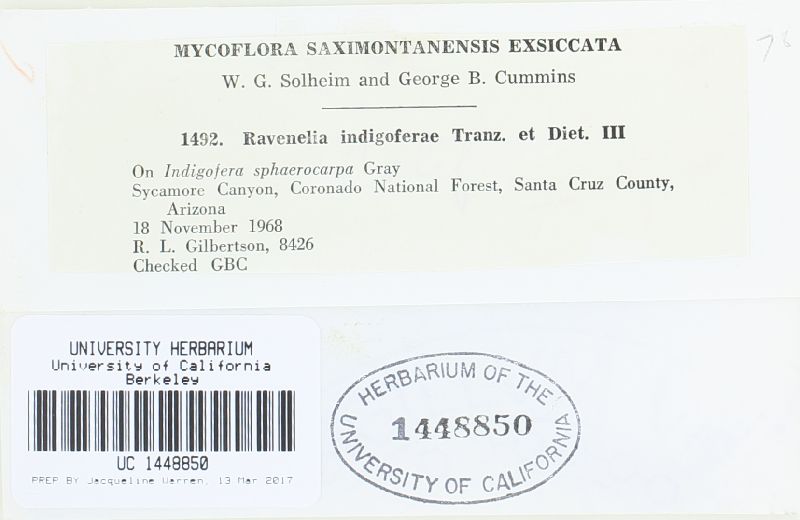 MYCOFLORA SAXIMONTANENSIS EXSICCATA
W. G. Solheim and George B. Cummins
1492. Ravenelia indigoferae Tranz. et Diet. III
On Indigofera sphaerocarpa Gray
Sycamore Canyon, Coronado National Forest, Santa Cruz County,
Arizona
18 November 1968
R. L. Gilbertson, 8426
Checked GBC
UNIVERSITY HERBARIUM
University of California
Berkeley
UC 1448850
PREP BY Jacqueline Warren, 13 Mar 2017
HERBARIUM OF THE
1448850
UNIVERSITY OF CALIFORNIA